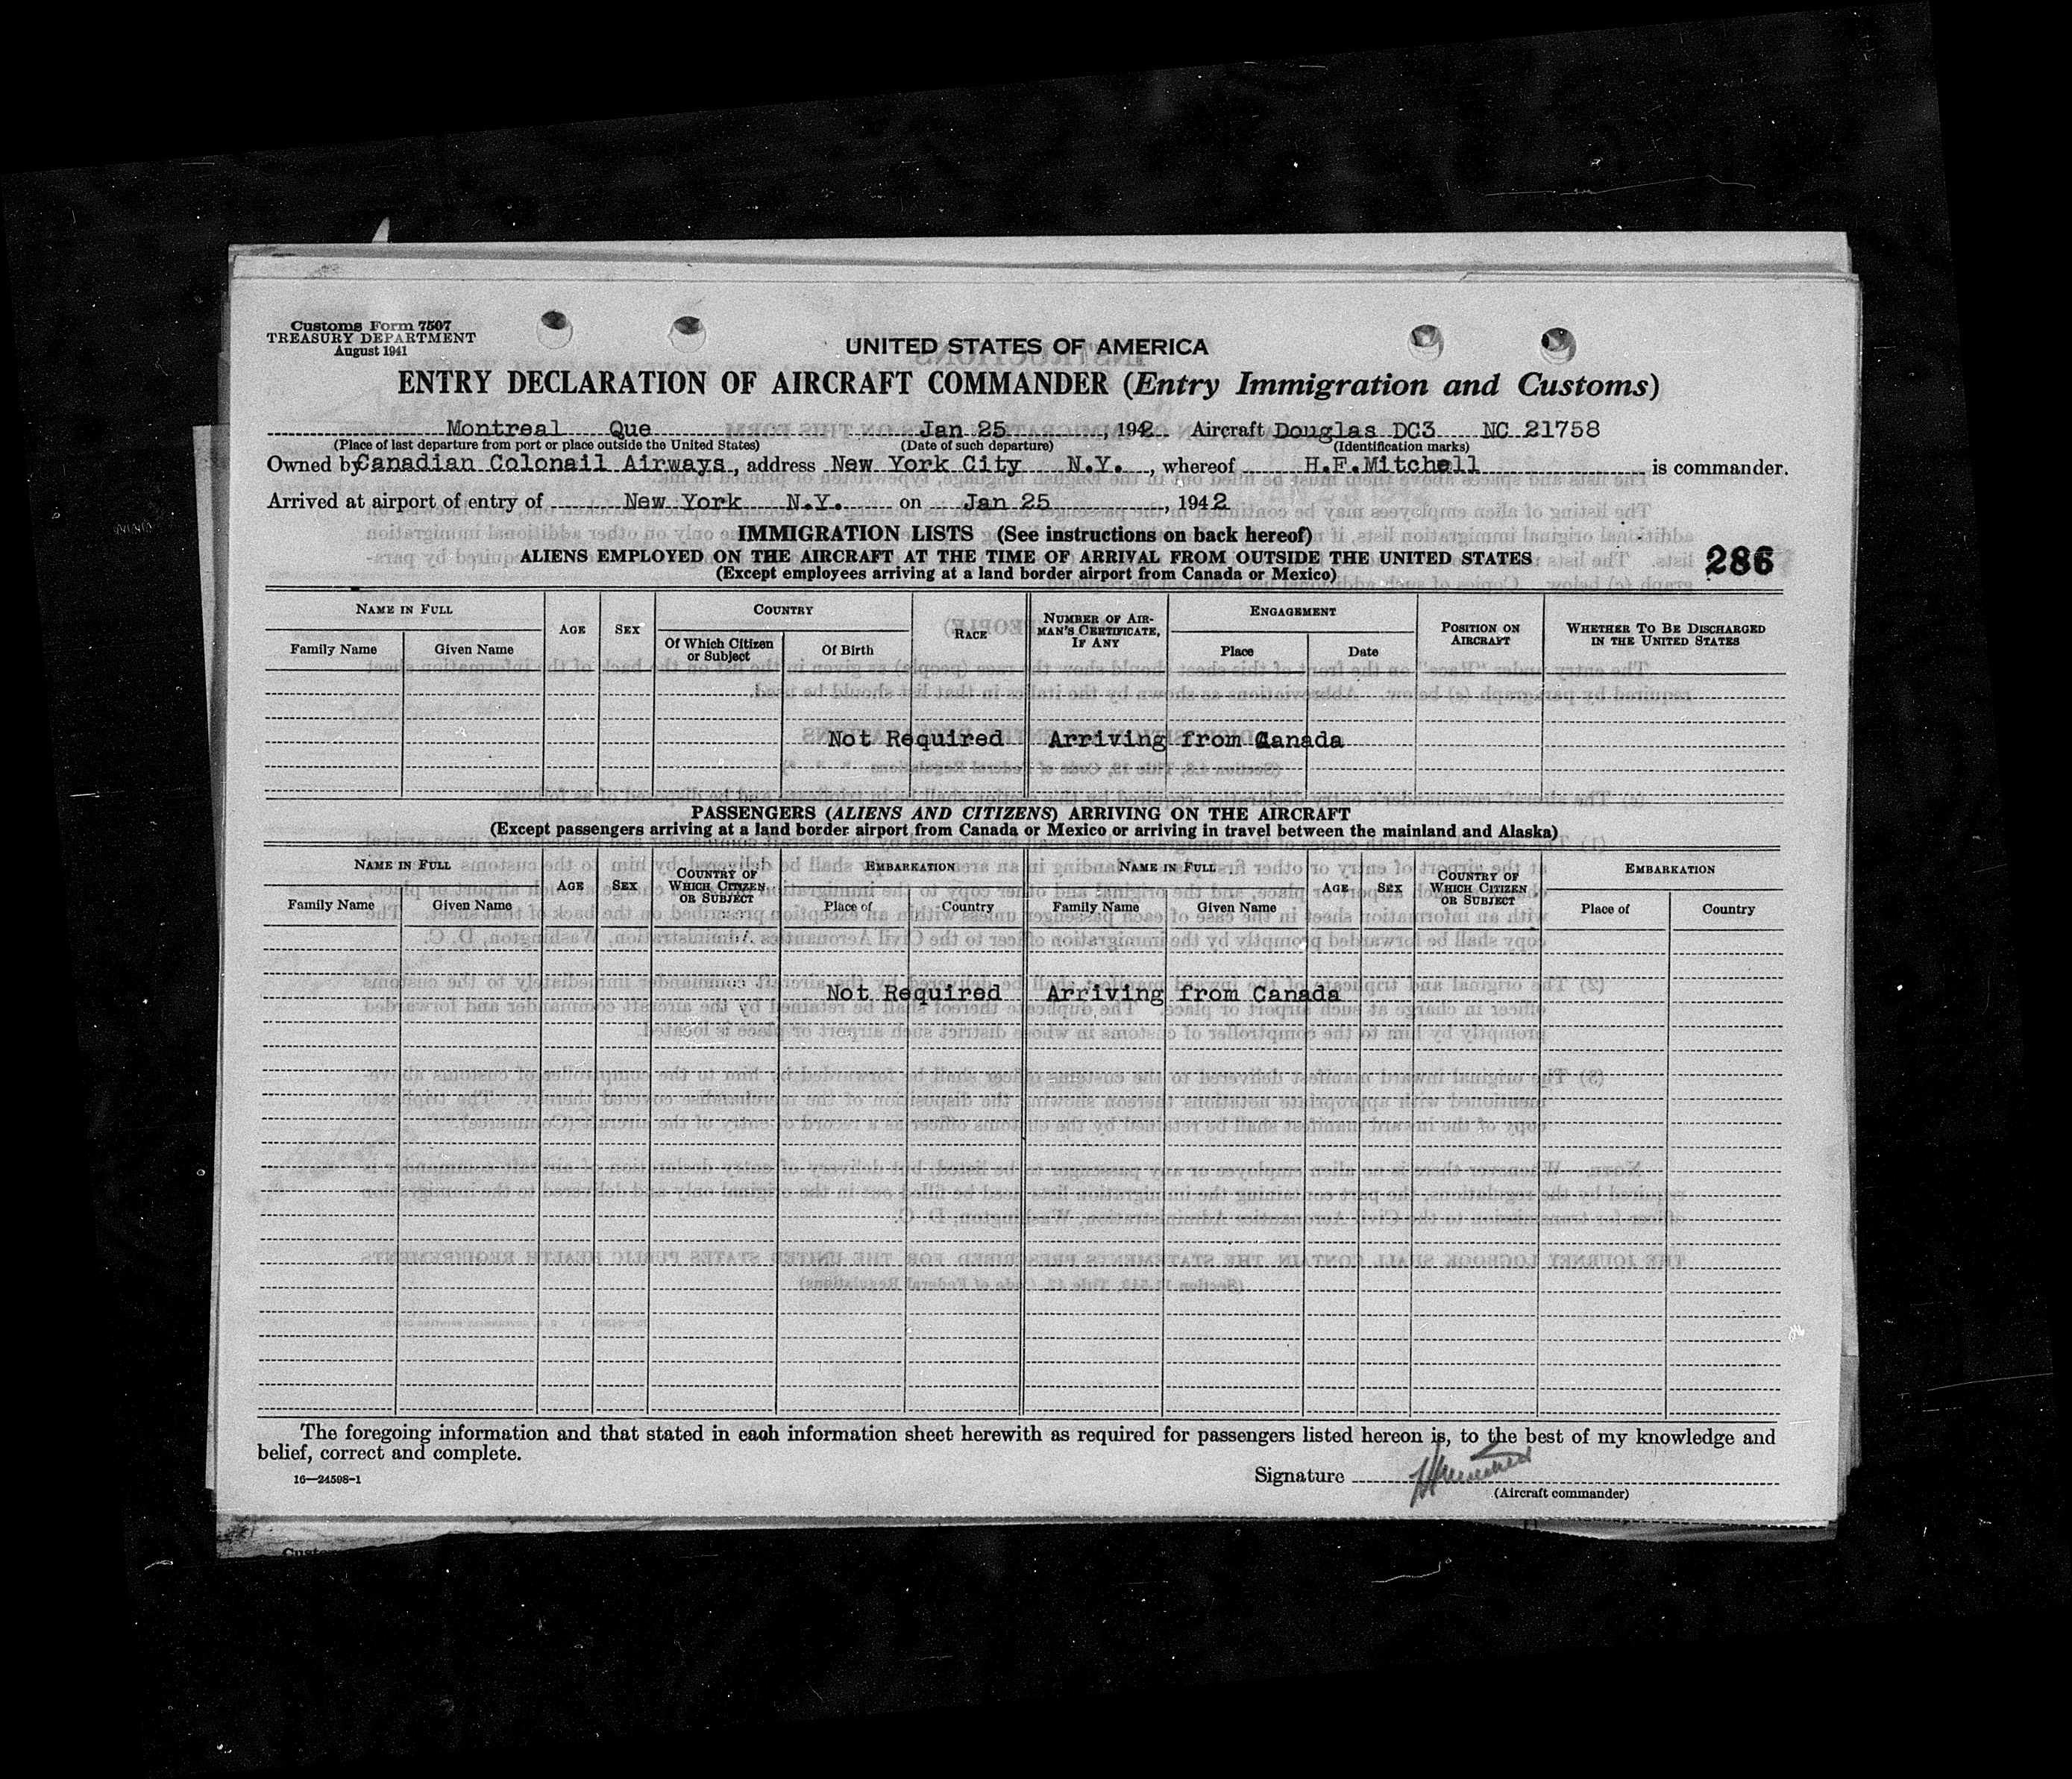 Customs Form 7507
TREASURY DEPARTMENT
August 1941
UNITED STATES OF AMERICA
ENTRY DECLARATION OF AIRCRAFT COMMANDER (Entry Immigration and Customs)
Montreal Que Jan 25, 1942 Aircraft Douglas DC3 NC 21758
(Place of last departure from port or place outside the United States) (Date of such departure) (Identification marks)
Owned by Canadian Colonail Airways, address New York City N.Y., whereof H.F.Mitchell is commander.
Arrived at airport of entry of New York N.Y. on Jan 25, 1942
IMMIGRATION LISTS (See instructions on back hereof)
ALIENS EMPLOYED ON THE AIRCRAFT AT THE TIME OF ARRIVAL FROM OUTSIDE THE UNITED STATES
286
(Except employees arriving at a land border airport from Canada or Mexico)
NAME IN FULL AGE SEX COUNTRY RACE NUMBER OF AIRMAN'S CERTIFICATE, IF ANY ENGAGEMENT POSITION ON AIRCRAFT WHETHER TO BE DISCHARGED IN THE UNITED STATES
Family Name Given Name Of Which Citizen or Subject Of Birth Place Date
Not Required Arriving from Canada
PASSENGERS (ALIENS AND CITIZENS) ARRIVING ON THE AIRCRAFT
(Except passengers arriving at a land border airport from Canada or Mexico or arriving in travel between the mainland and Alaska)
NAME IN FULL AGE SEX COUNTRY OF WHICH CITIZEN OR SUBJECT EMBARKATION NAME IN FULL AGE SEX COUNTRY OF WHICH CITIZEN OR SUBJECT EMBARKATION
Family Name Given Name Place of Country Family Name Given Name Place of Country
Not Required Arriving from Canada
The foregoing information and that stated in each information sheet herewith as required for passengers listed hereon is, to the best of my knowledge and
belief, correct and complete.
16—24598-1
Signature HFMitchell
(Aircraft commander)